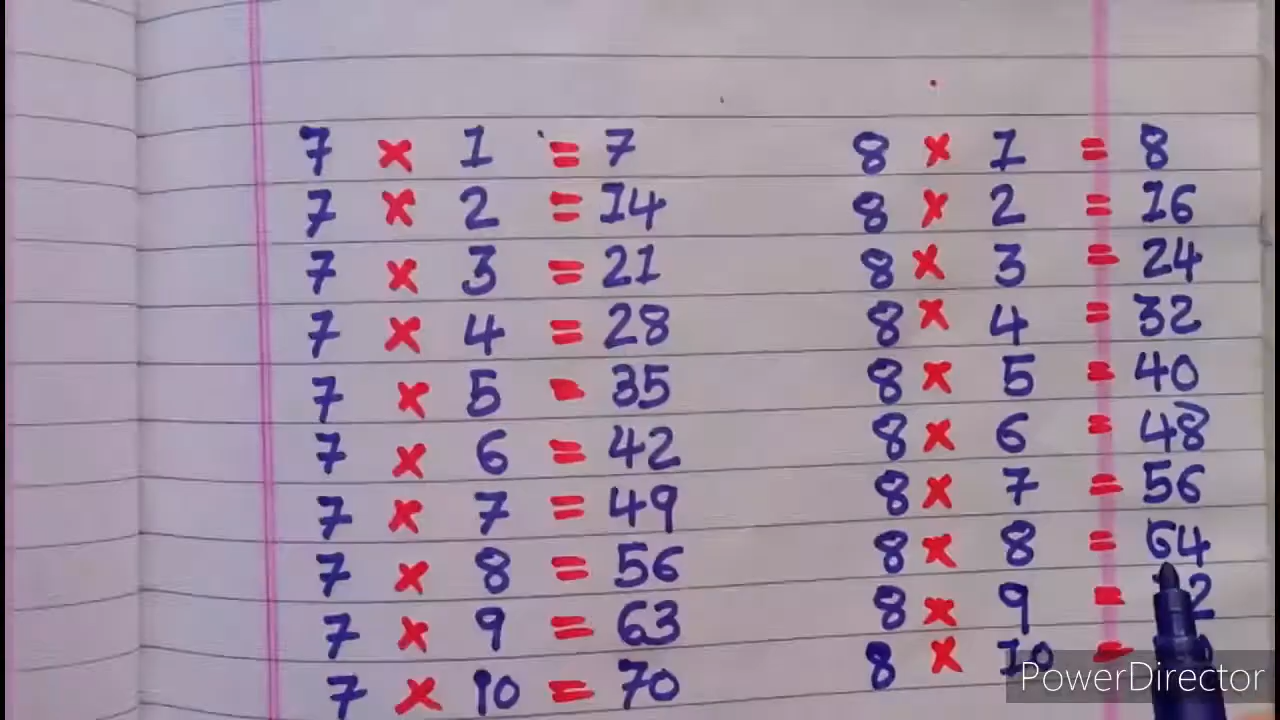 7 × 1 = 7
7 × 2 = 14
7 × 3 = 21
7 × 4 = 28
7 × 5 = 35
7 × 6 = 42
7 × 7 = 49
7 × 8 = 56
7 × 9 = 63
7 × 10 = 70
8 × 1 = 8
8 × 2 = 16
8 × 3 = 24
8 × 4 = 32
8 × 5 = 40
8 × 6 = 48
8 × 7 = 56
8 × 8 = 64
8 × 9 =
8 × 10 =
PowerDirector